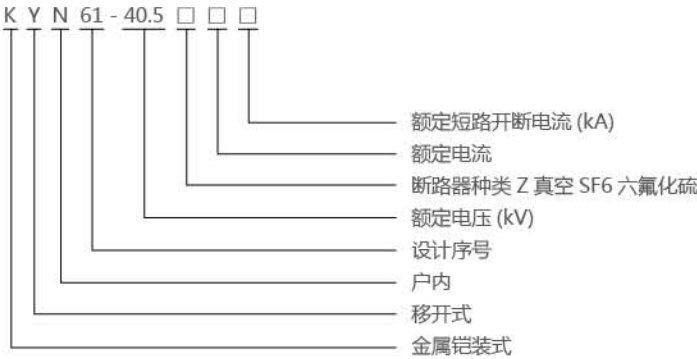 K Y N 61 - 40.5 □ □ □
额定短路开断电流 (kA)
额定电流
断路器种类 Z 真空 SF6 六氟化硫
额定电压 (kV)
设计序号
户内
移开式
金属铠装式